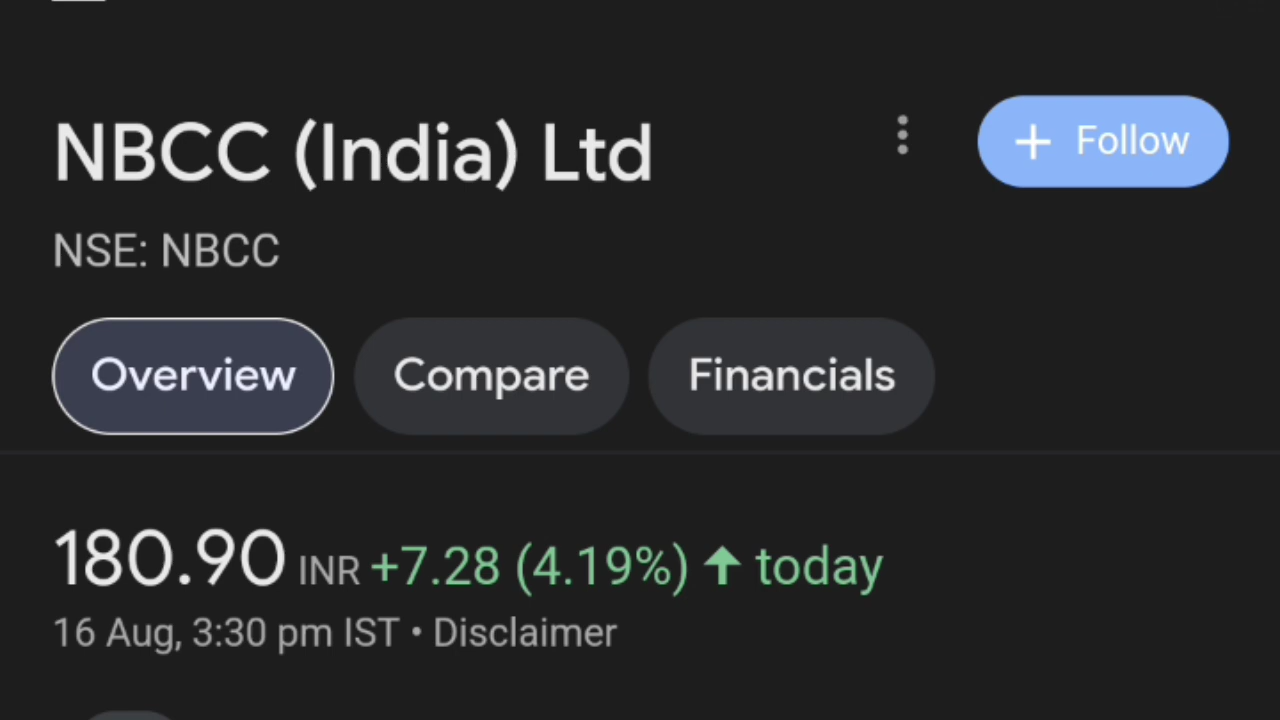 NBCC (India) Ltd
+ Follow
NSE: NBCC
Overview Compare Financials
180.90 INR +7.28 (4.19%) ↑ today
16 Aug, 3:30 pm IST • Disclaimer